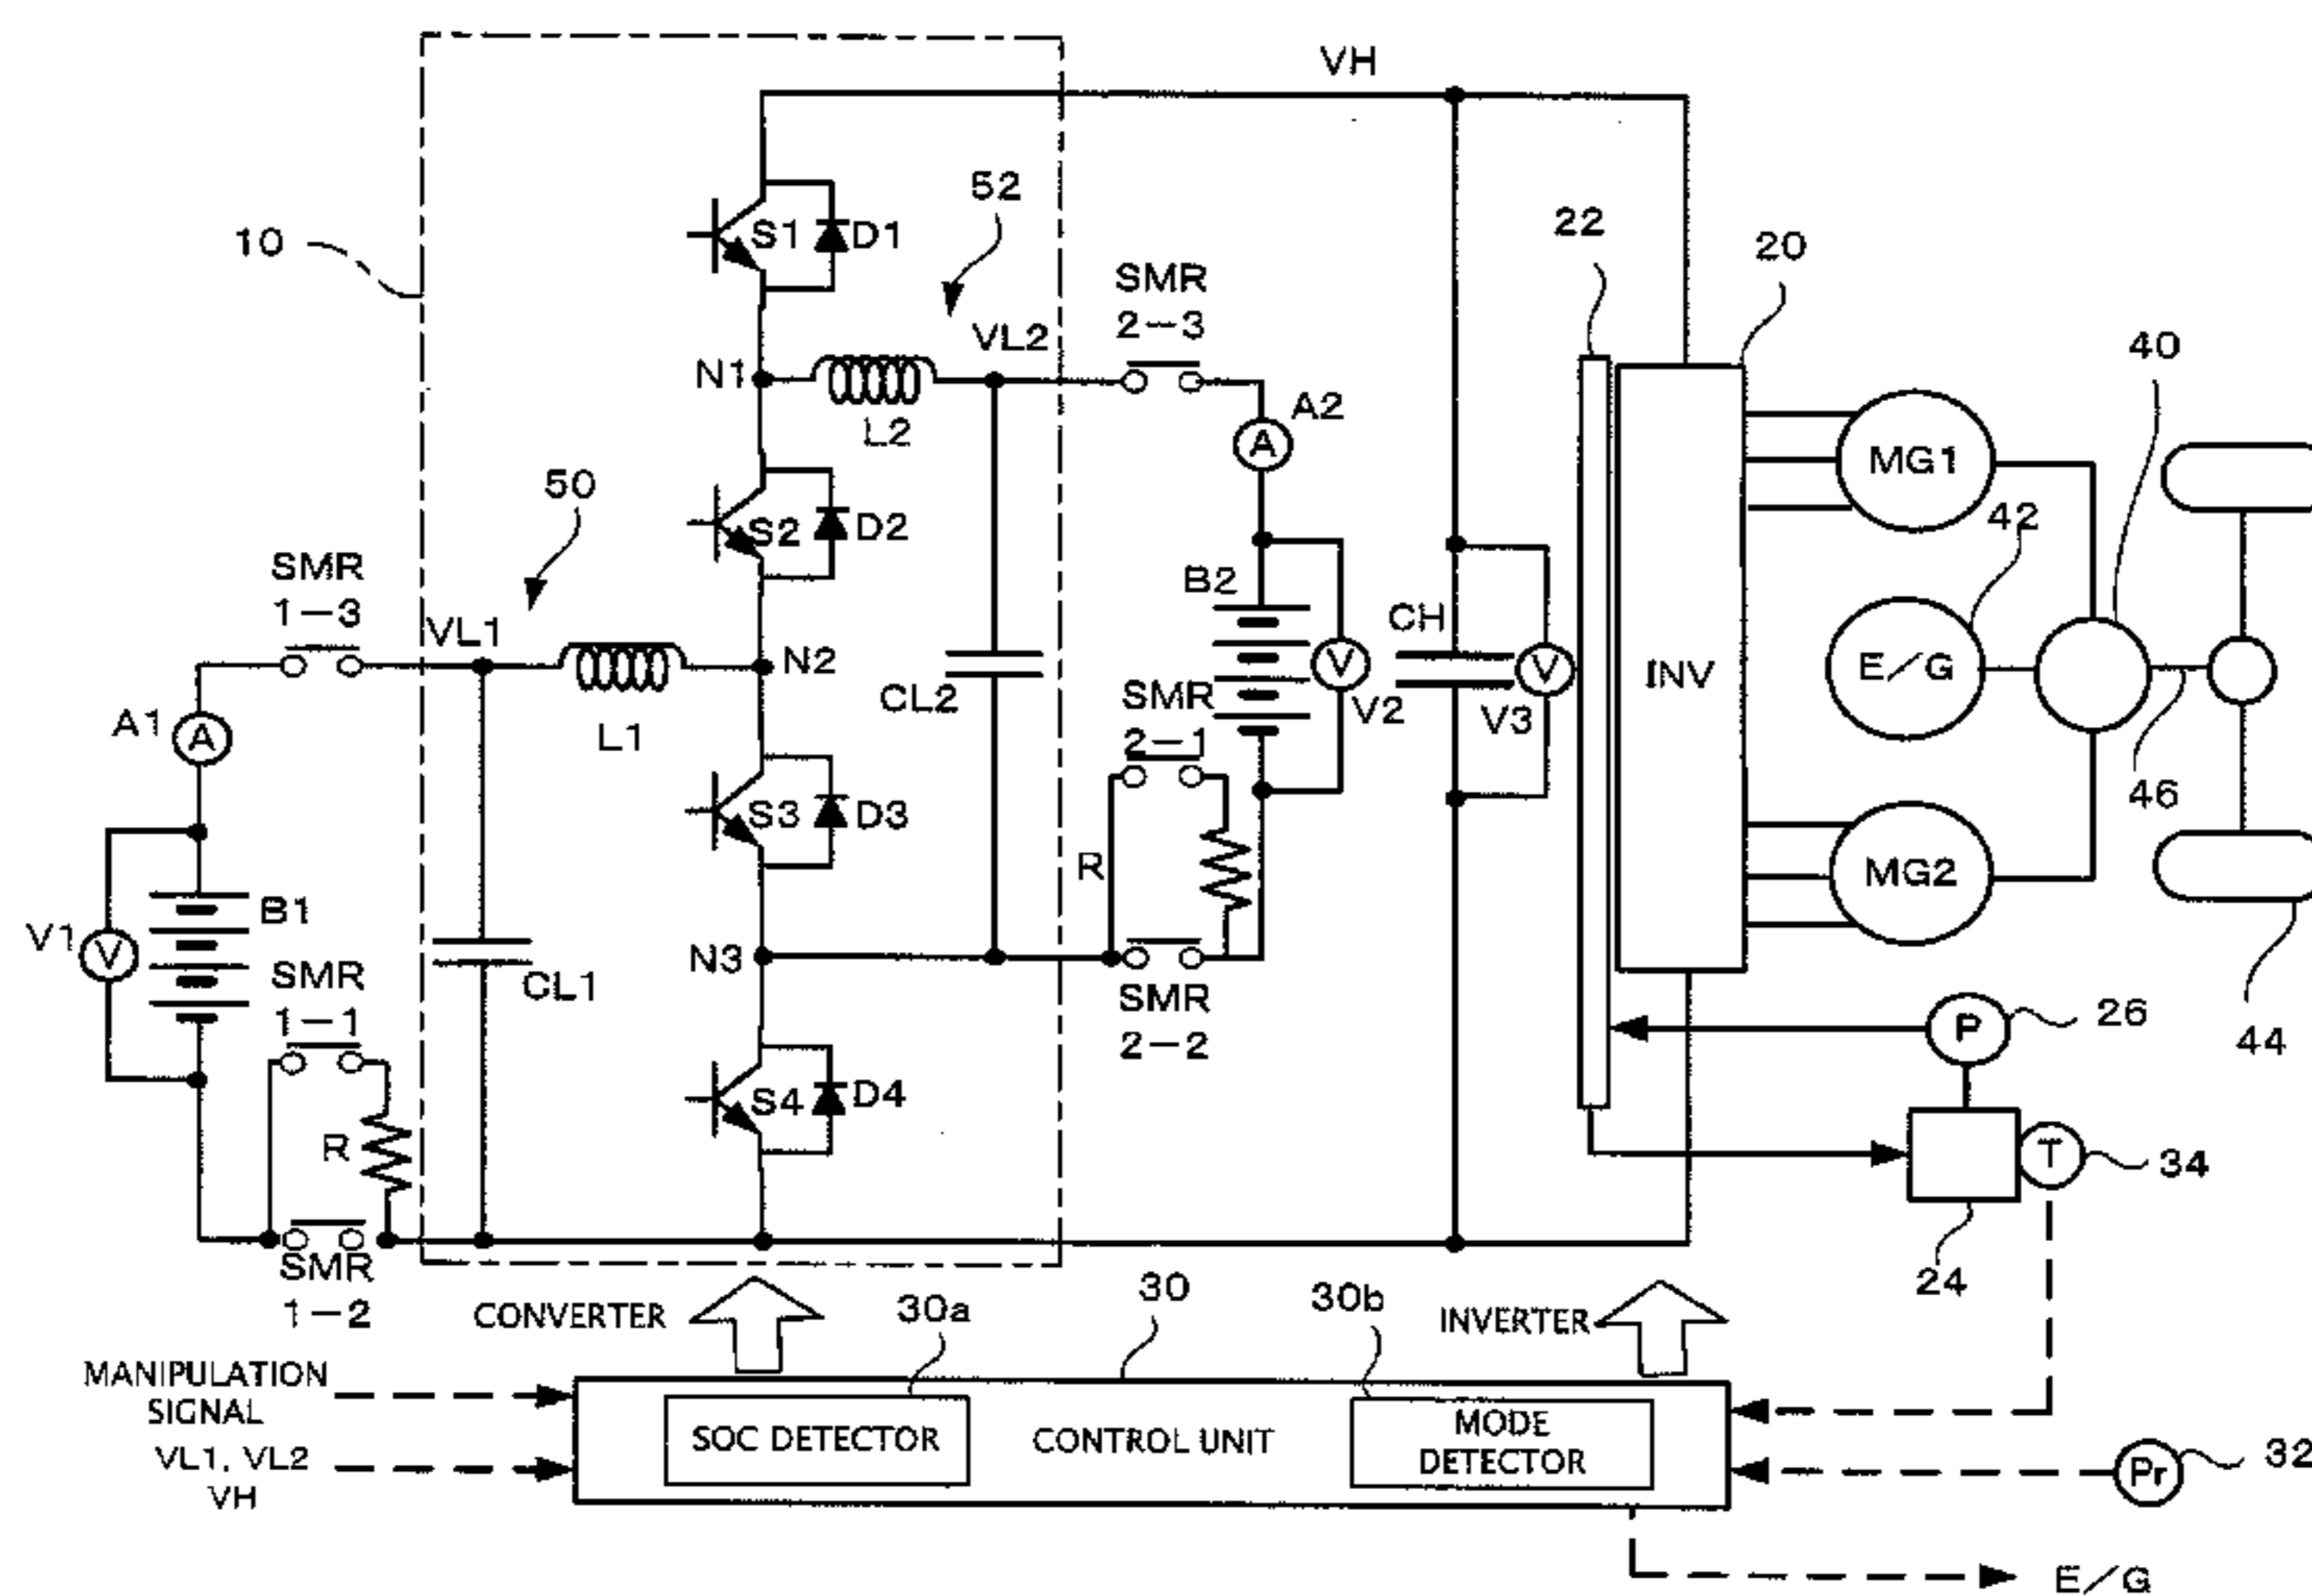 VH
52
22
20
10
S1
D1
SMR
2-3
VL2
40
N1
L2
A2
A
MG1
50
42
S2
D2
SMR
1-3
B2
CH
VL1
N2
V
V
INV
E/G
CL2
SMR
V2
V3
A1
A
L1
2-1
46
S3
D3
R
MG2
B1
V1
V
N3
SMR
1-1
CL1
SMR
2-2
P
26
44
S4
D4
R
T
34
SMR
1-2
24
CONVERTER
30a
30
30b
INVERTER
MANIPULATION
SIGNAL
SOC DETECTOR
CONTROL UNIT
MODE
DETECTOR
VL1, VL2
VH
Pr
32
E/G